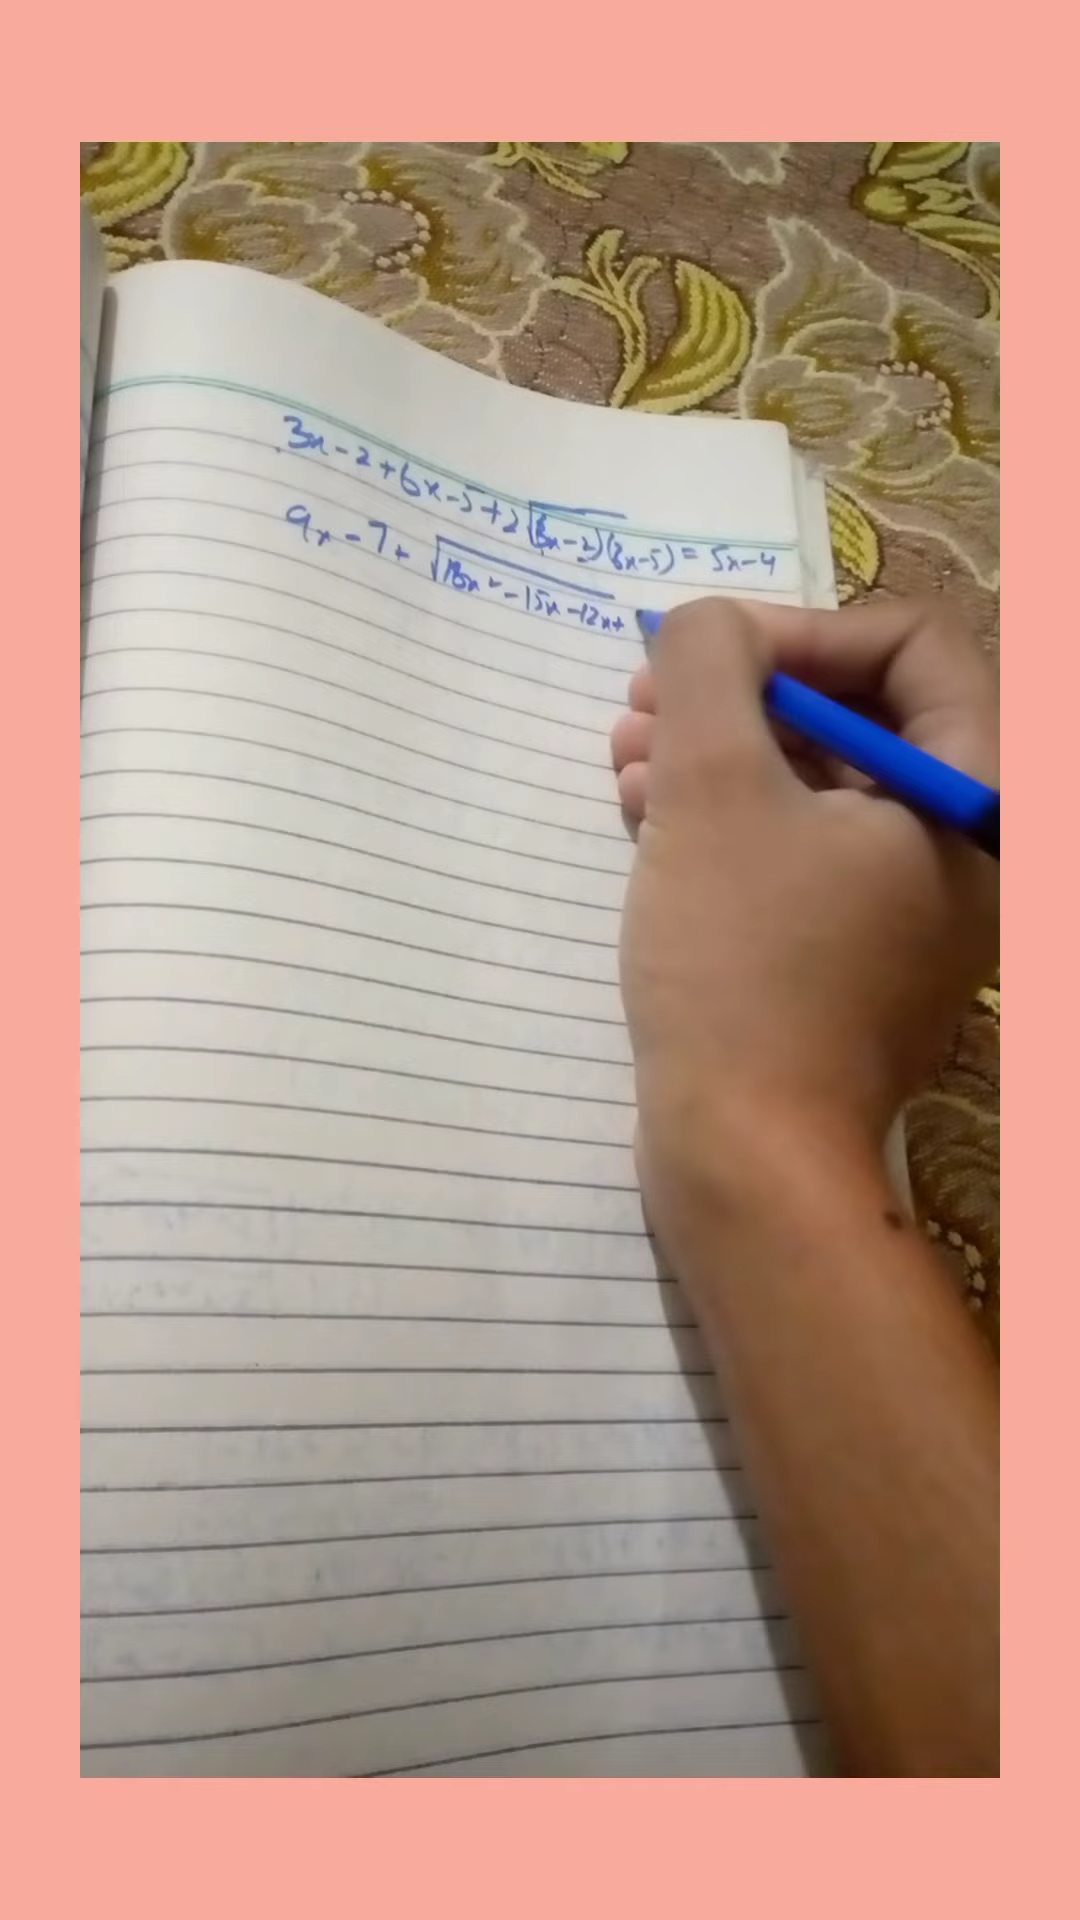 3x-2+6x-5+2√(3x-2)(6x-5) = 5x-4
9x-7+ √18x²-15x-12x+